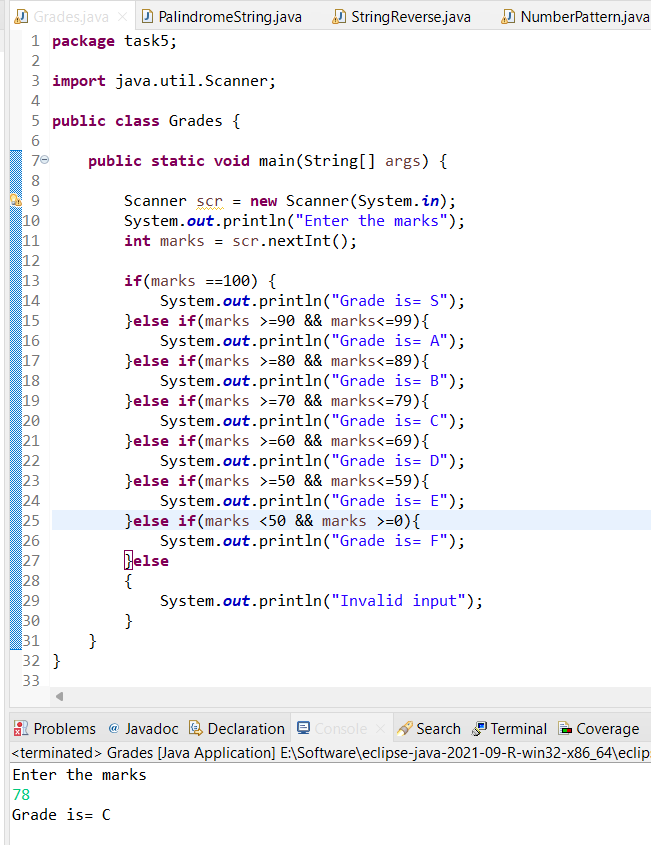 Grades.java PalindromeString.java StringReverse.java NumberPattern.java
1 package task5;
2
3 import java.util.Scanner;
4
5 public class Grades {
6
7 public static void main(String[] args) {
8
9 Scanner scr = new Scanner(System.in);
10 System.out.println("Enter the marks");
11 int marks = scr.nextInt();
12
13 if(marks ==100) {
14 System.out.println("Grade is= S");
15 }else if(marks >=90 && marks<=99){
16 System.out.println("Grade is= A");
17 }else if(marks >=80 && marks<=89){
18 System.out.println("Grade is= B");
19 }else if(marks >=70 && marks<=79){
20 System.out.println("Grade is= C");
21 }else if(marks >=60 && marks<=69){
22 System.out.println("Grade is= D");
23 }else if(marks >=50 && marks<=59){
24 System.out.println("Grade is= E");
25 }else if(marks <50 && marks >=0){
26 System.out.println("Grade is= F");
27 }else
28 {
29 System.out.println("Invalid input");
30 }
31 }
32 }
33
Problems @ Javadoc Declaration Console Search Terminal Coverage
<terminated> Grades [Java Application] E:\Software\eclipse-java-2021-09-R-win32-x86_64\eclip
Enter the marks
78
Grade is= C